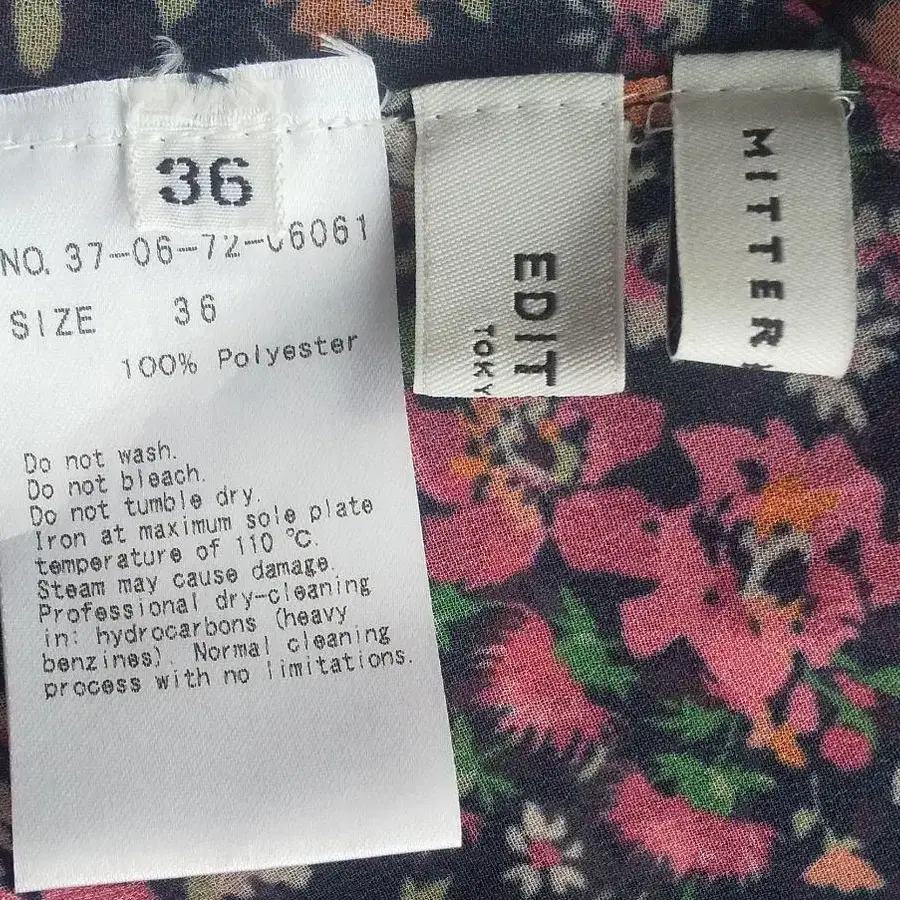 36
NO. 37-06-72-06061
SIZE 36
100% Polyester
Do not wash.
Do not bleach.
Do not tumble dry.
Iron at maximum sole plate
temperature of 110 ℃.
Steam may cause damage.
Professional dry-cleaning
in: hydrocarbons (heavy
benzines). Normal cleaning
process with no limitations.
EDIT
TOKY
MITTER